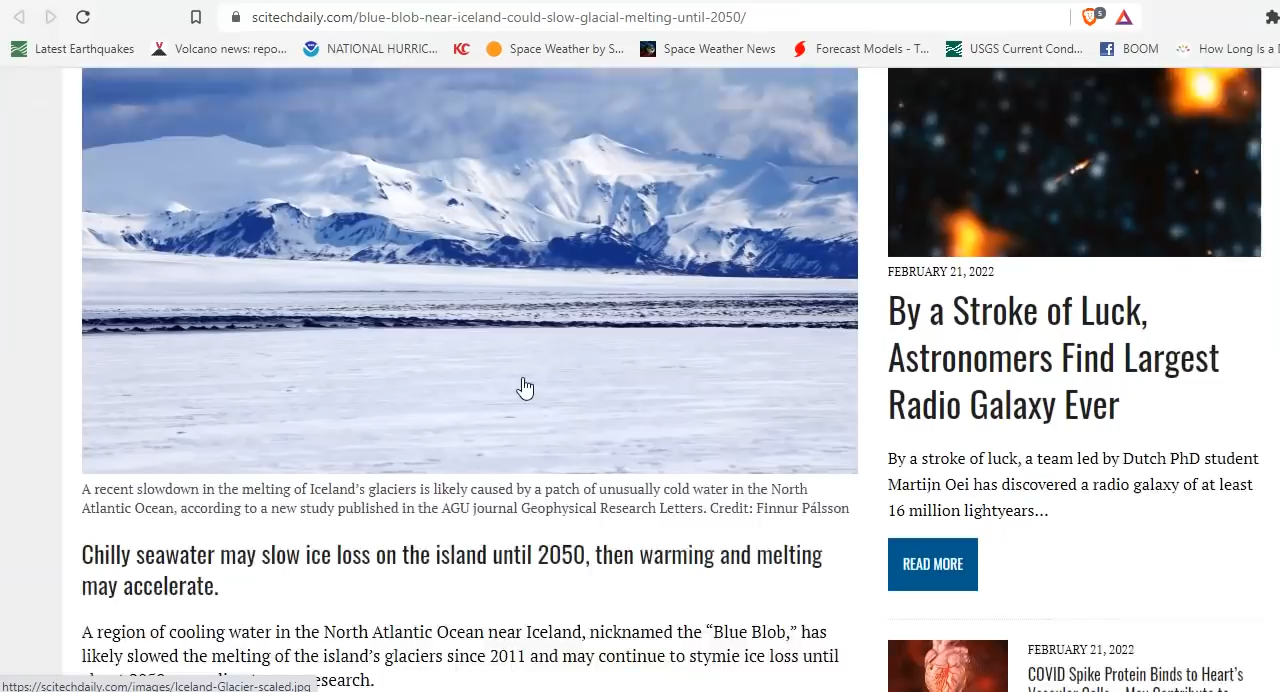 scitechdaily.com/blue-blob-near-iceland-could-slow-glacial-melting-until-2050/
5
Latest Earthquakes
Volcano news: repo...
NATIONAL HURRIC...
KC
Space Weather by S...
Space Weather News
Forecast Models - T...
USGS Current Cond...
BOOM
How Long Is a
A recent slowdown in the melting of Iceland's glaciers is likely caused by a patch of unusually cold water in the North
Atlantic Ocean, according to a new study published in the AGU journal Geophysical Research Letters. Credit: Finnur Pálsson
Chilly seawater may slow ice loss on the island until 2050, then warming and melting
may accelerate.
A region of cooling water in the North Atlantic Ocean near Iceland, nicknamed the “Blue Blob,” has
likely slowed the melting of the island's glaciers since 2011 and may continue to stymie ice loss until
research.
https://scitechdaily.com/images/Iceland-Glacier-scaled.jpg
FEBRUARY 21, 2022
By a Stroke of Luck,
Astronomers Find Largest
Radio Galaxy Ever
By a stroke of luck, a team led by Dutch PhD student
Martijn Oei has discovered a radio galaxy of at least
16 million lightyears...
READ MORE
FEBRUARY 21, 2022
COVID Spike Protein Binds to Heart's